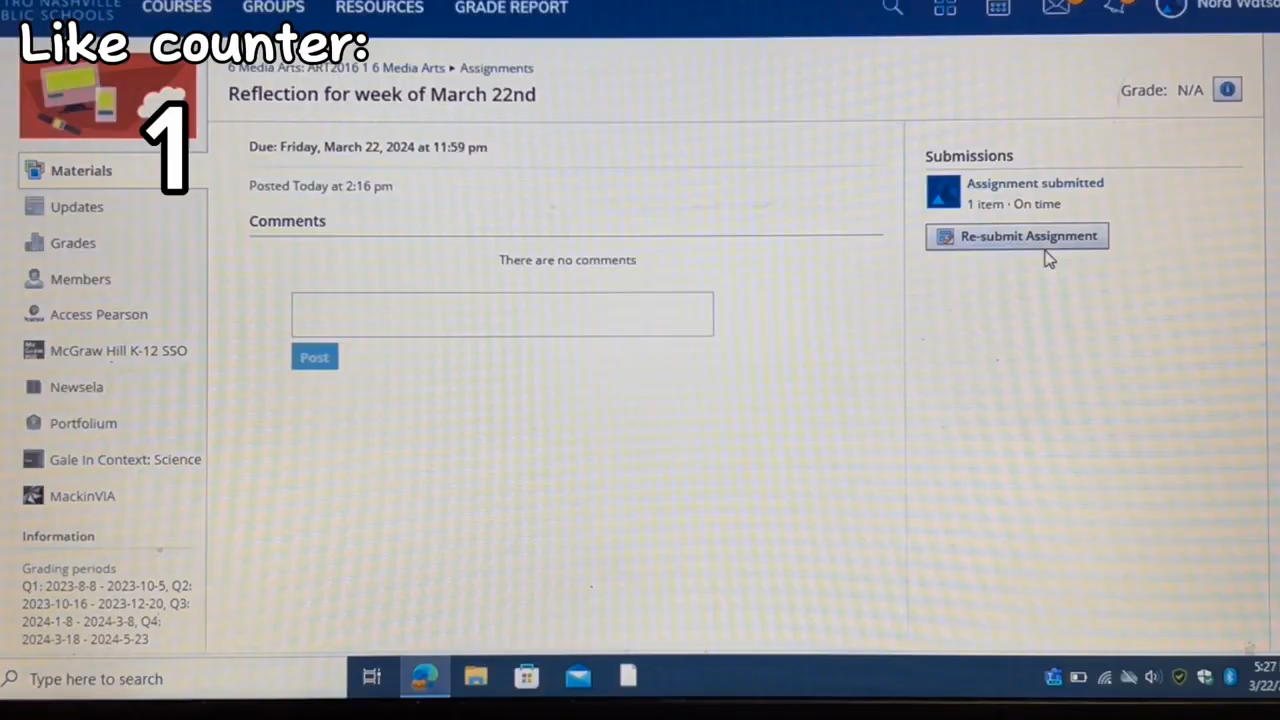 COURSES GROUPS RESOURCES GRADE REPORT
PUBLIC SCHOOLS
Like counter:
1
6 Media Arts: ART2016 1 6 Media Arts ▸ Assignments
Reflection for week of March 22nd
Grade: N/A
Due: Friday, March 22, 2024 at 11:59 pm
Posted Today at 2:16 pm
Comments
There are no comments
Post
Submissions
Assignment submitted
1 item · On time
Re-submit Assignment
Materials
Updates
Grades
Members
Access Pearson
McGraw Hill K-12 SSO
Newsela
Portfolium
Gale In Context: Science
MackinVIA
Information
Grading periods
Q1: 2023-8-8 - 2023-10-5, Q2:
2023-10-16 - 2023-12-20, Q3:
2024-1-8 - 2024-3-8, Q4:
2024-3-18 - 2024-5-23
Type here to search
5:27
3/22/